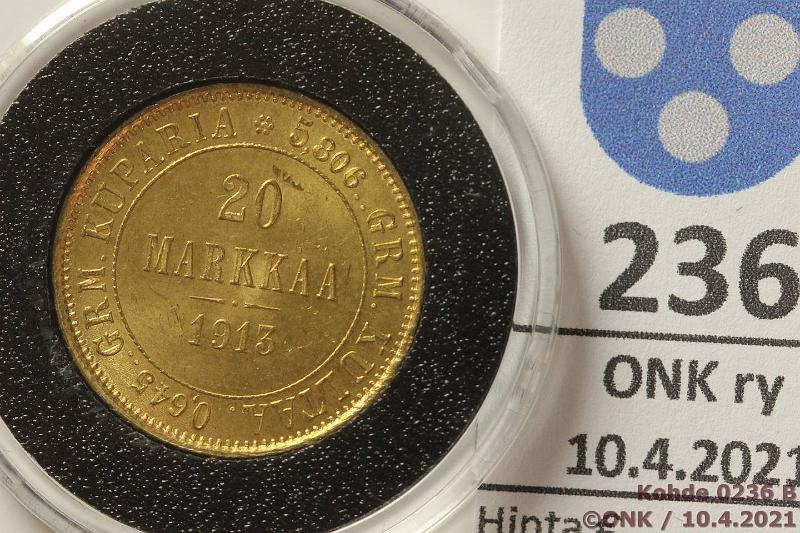 5.806.. GRM. KULTAA. 0,645.. GRM. KUPARIA
20
MARKKAA
1913
236
ONK ry
10.4.2021
Hinta €
Kohde 0236 B
©ONK / 10.4.2021